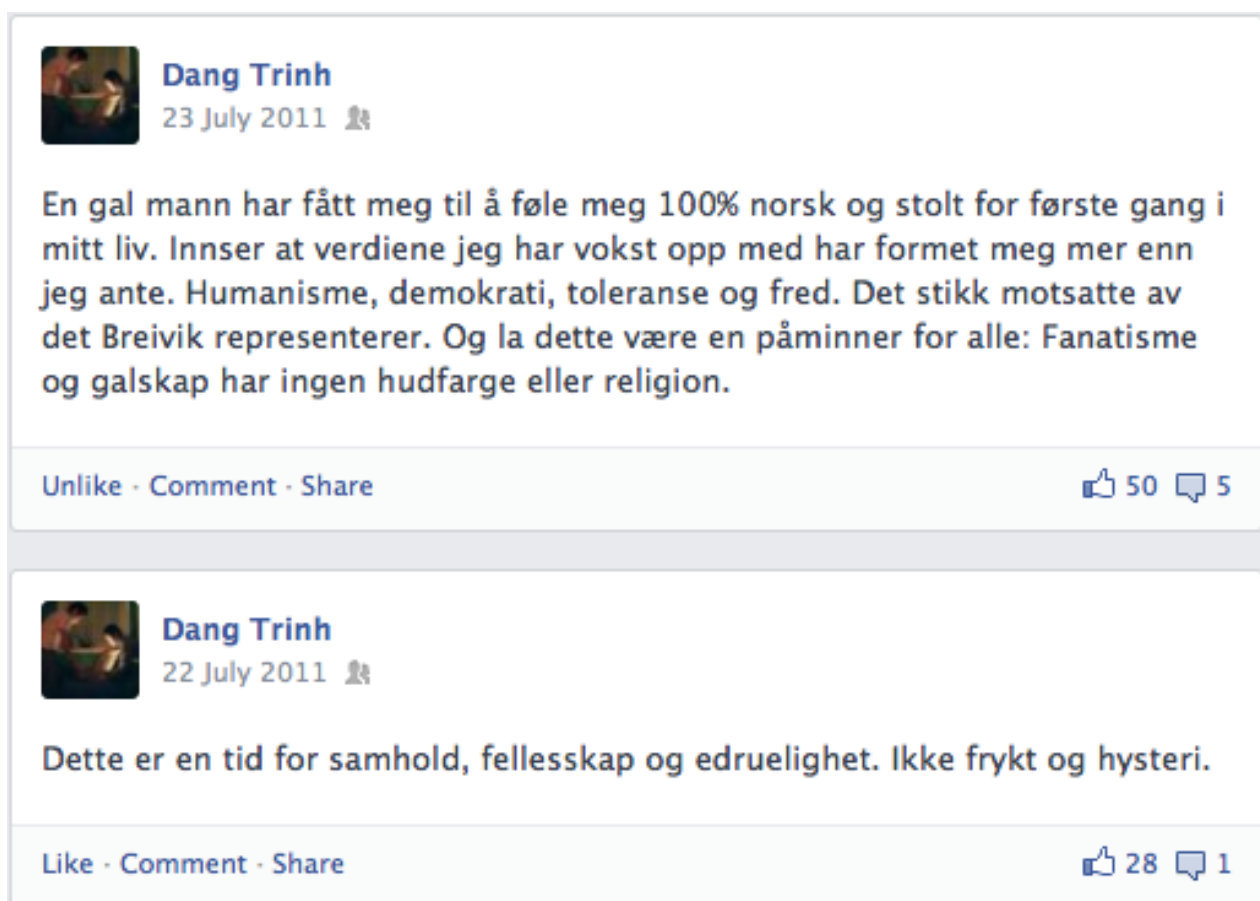 Dang Trinh
23 July 2011
En gal mann har fått meg til å føle meg 100% norsk og stolt for første gang i
mitt liv. Innser at verdiene jeg har vokst opp med har formet meg mer enn
jeg ante. Humanisme, demokrati, toleranse og fred. Det stikk motsatte av
det Breivik representerer. Og la dette være en påminner for alle: Fanatisme
og galskap har ingen hudfarge eller religion.
Unlike · Comment · Share 50 5
Dang Trinh
22 July 2011
Dette er en tid for samhold, fellesskap og edruelighet. Ikke frykt og hysteri.
Like · Comment · Share 28 1